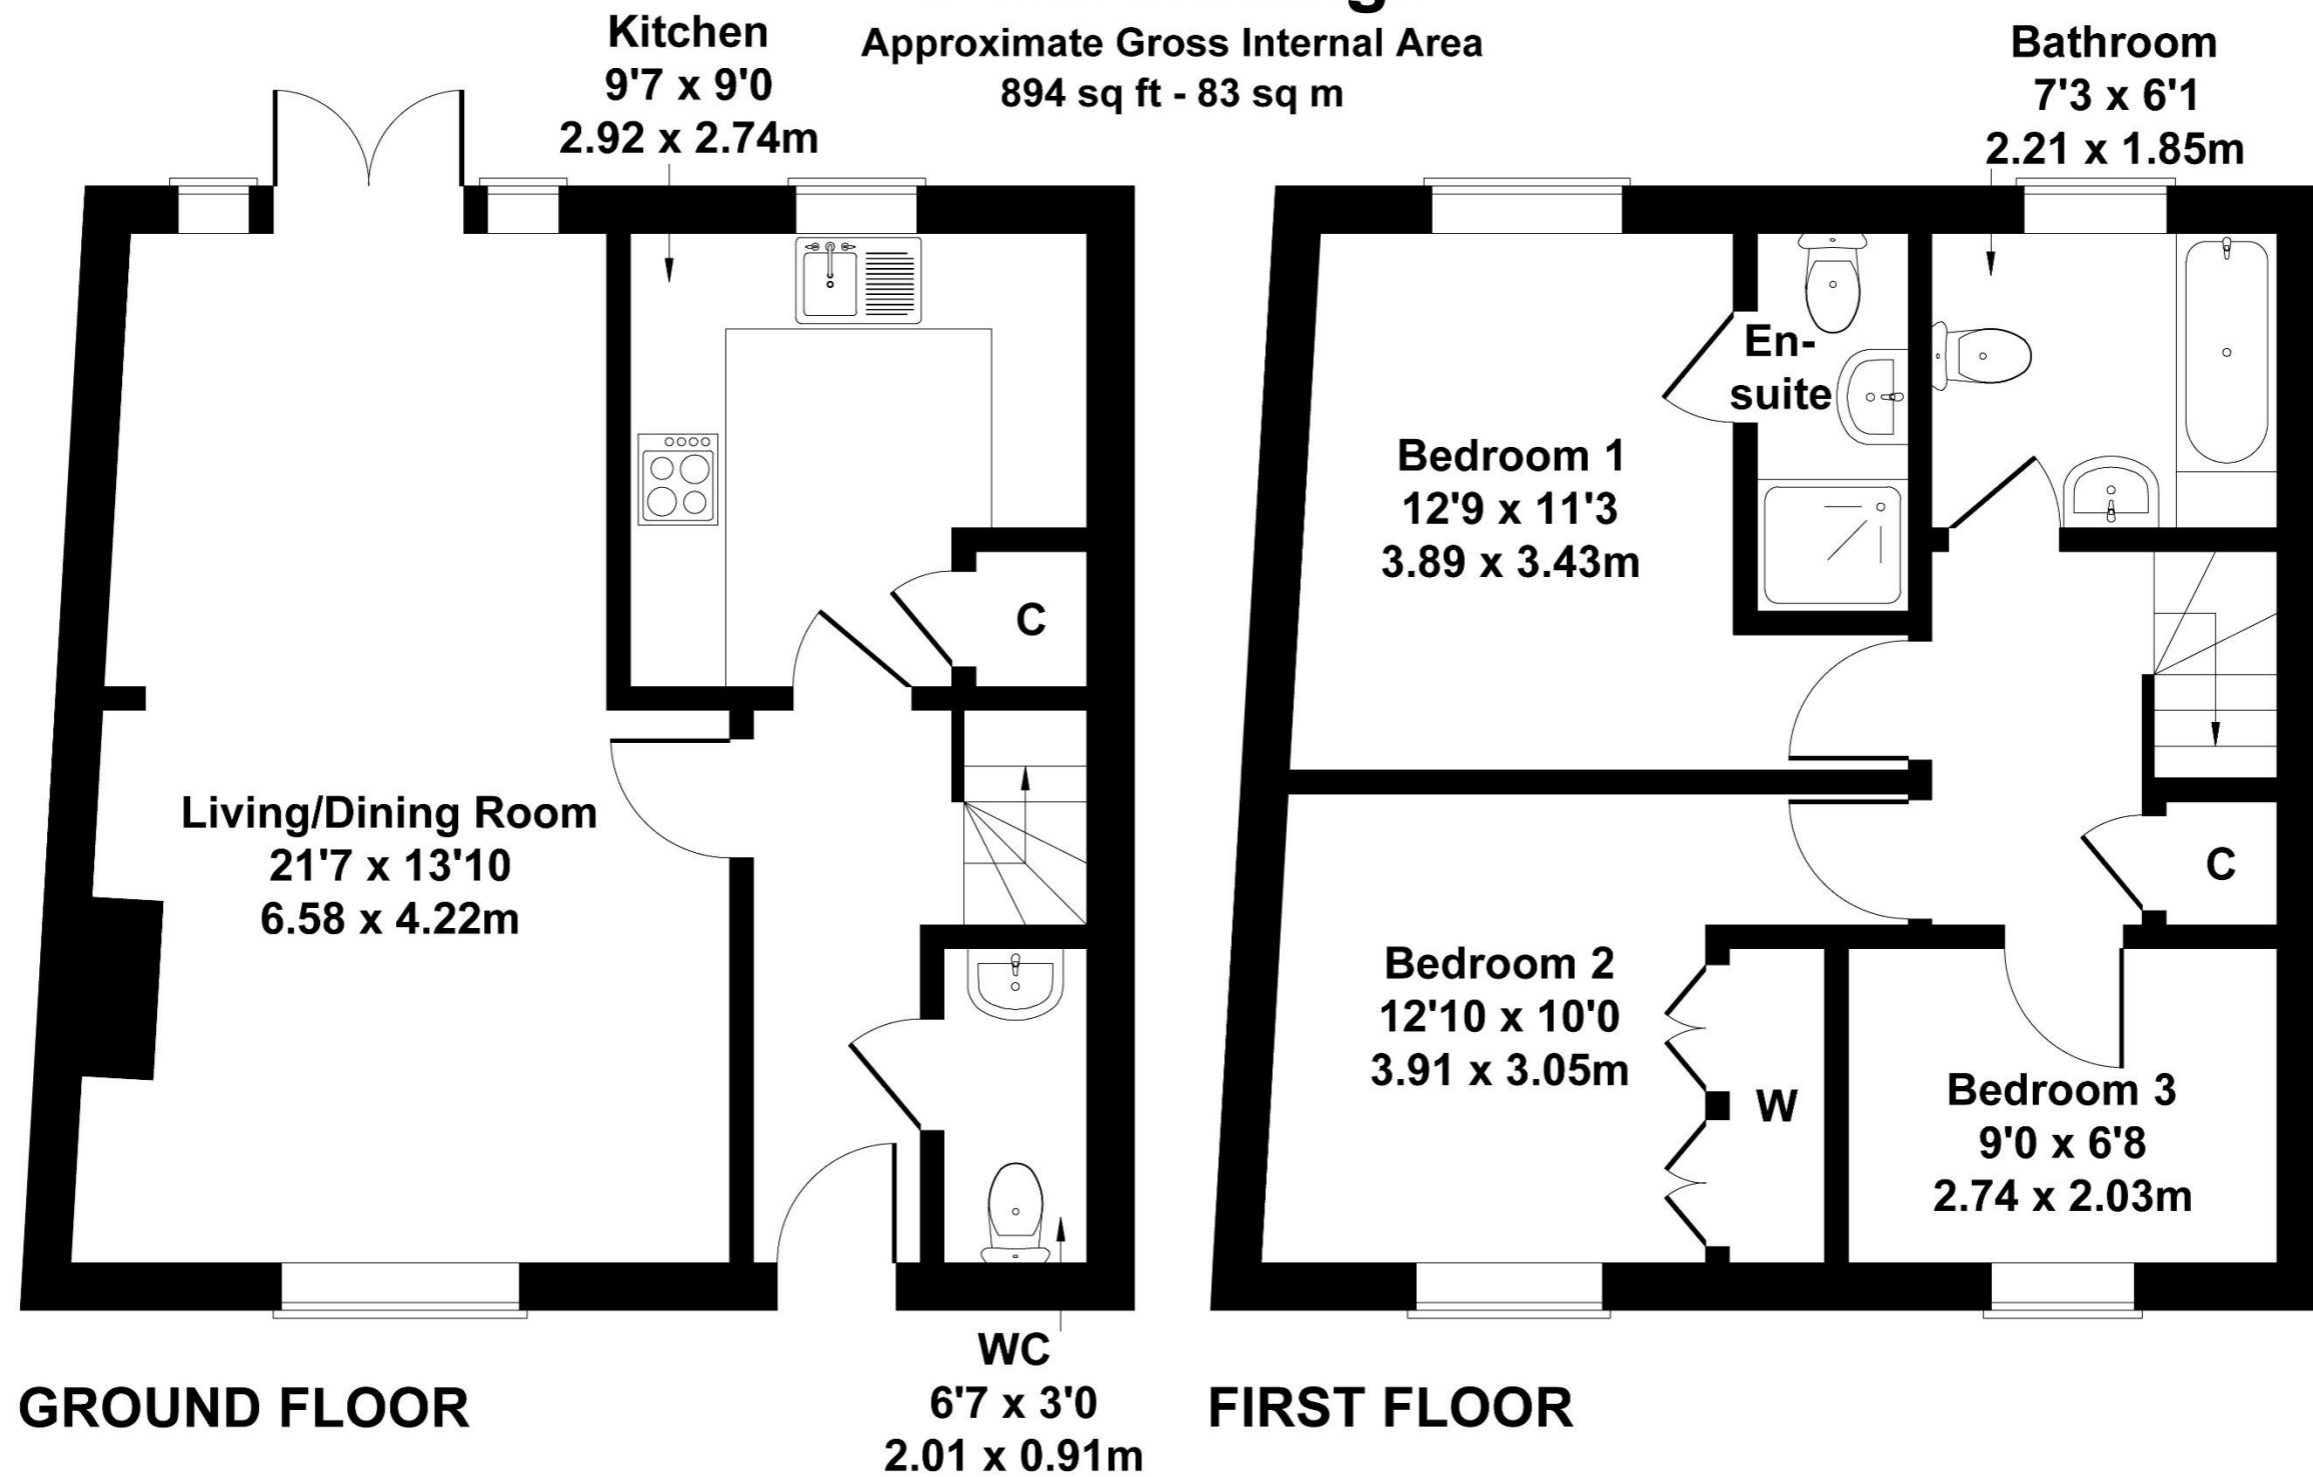 Approximate Gross Internal Area
894 sq ft - 83 sq m
Kitchen
9'7 x 9'0
2.92 x 2.74m
Bathroom
7'3 x 6'1
2.21 x 1.85m
Living/Dining Room
21'7 x 13'10
6.58 x 4.22m
C
WC
6'7 x 3'0
2.01 x 0.91m
GROUND FLOOR
En-
suite
Bedroom 1
12'9 x 11'3
3.89 x 3.43m
C
Bedroom 2
12'10 x 10'0
3.91 x 3.05m
W
Bedroom 3
9'0 x 6'8
2.74 x 2.03m
FIRST FLOOR